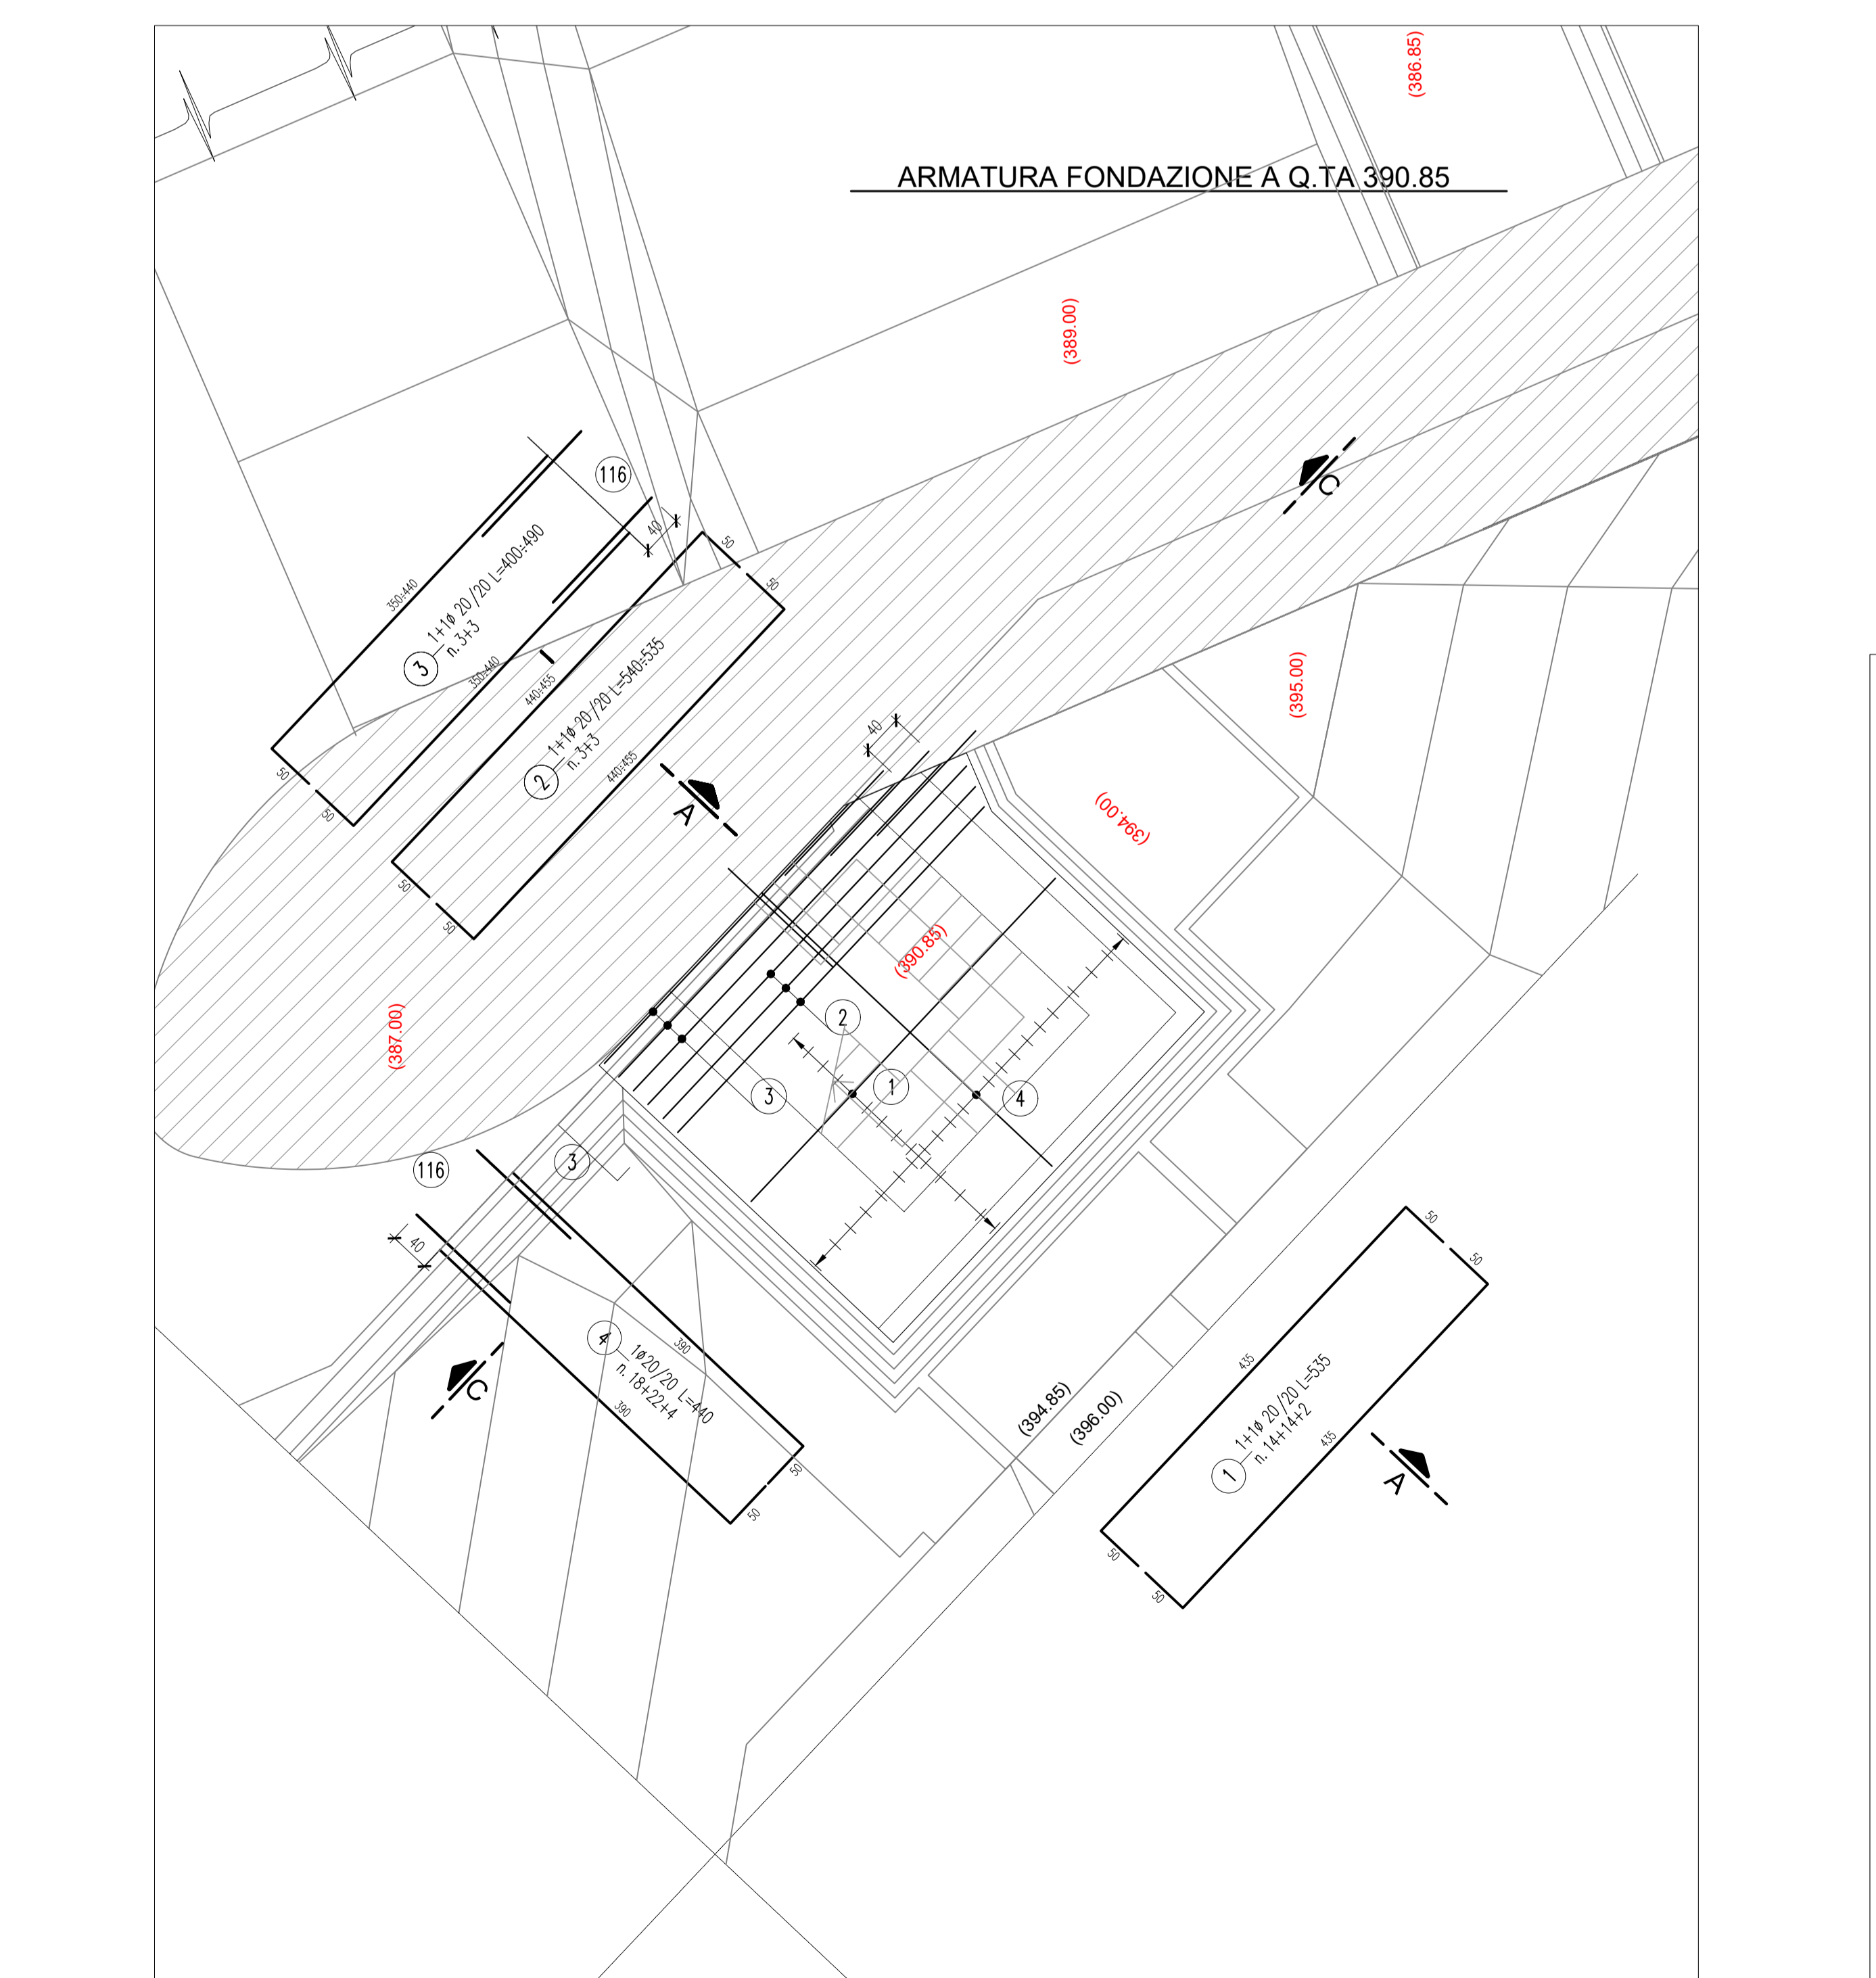 (386.85)
ARMATURA FONDAZIONE A Q.TA 390.85
(389.00)
116
40
C
50
50
350÷440
3 1+1ø 20/20 L=400÷490
n. 3+3
350÷440
50
50
440÷455
2 1+1ø 20/20 L=540÷535
n. 3+3
440÷455
50
50
A
40
(395.00)
(394.00)
(390.85)
(387.00)
2
1
3
4
116
3
40
4 1ø20/20 L=440
n. 18+22+4
390
390
50
50
C
(394.85)
(396.00)
50
50
435
1 1+1ø 20/20 L=535
n. 14+14+2
435
50
50
A